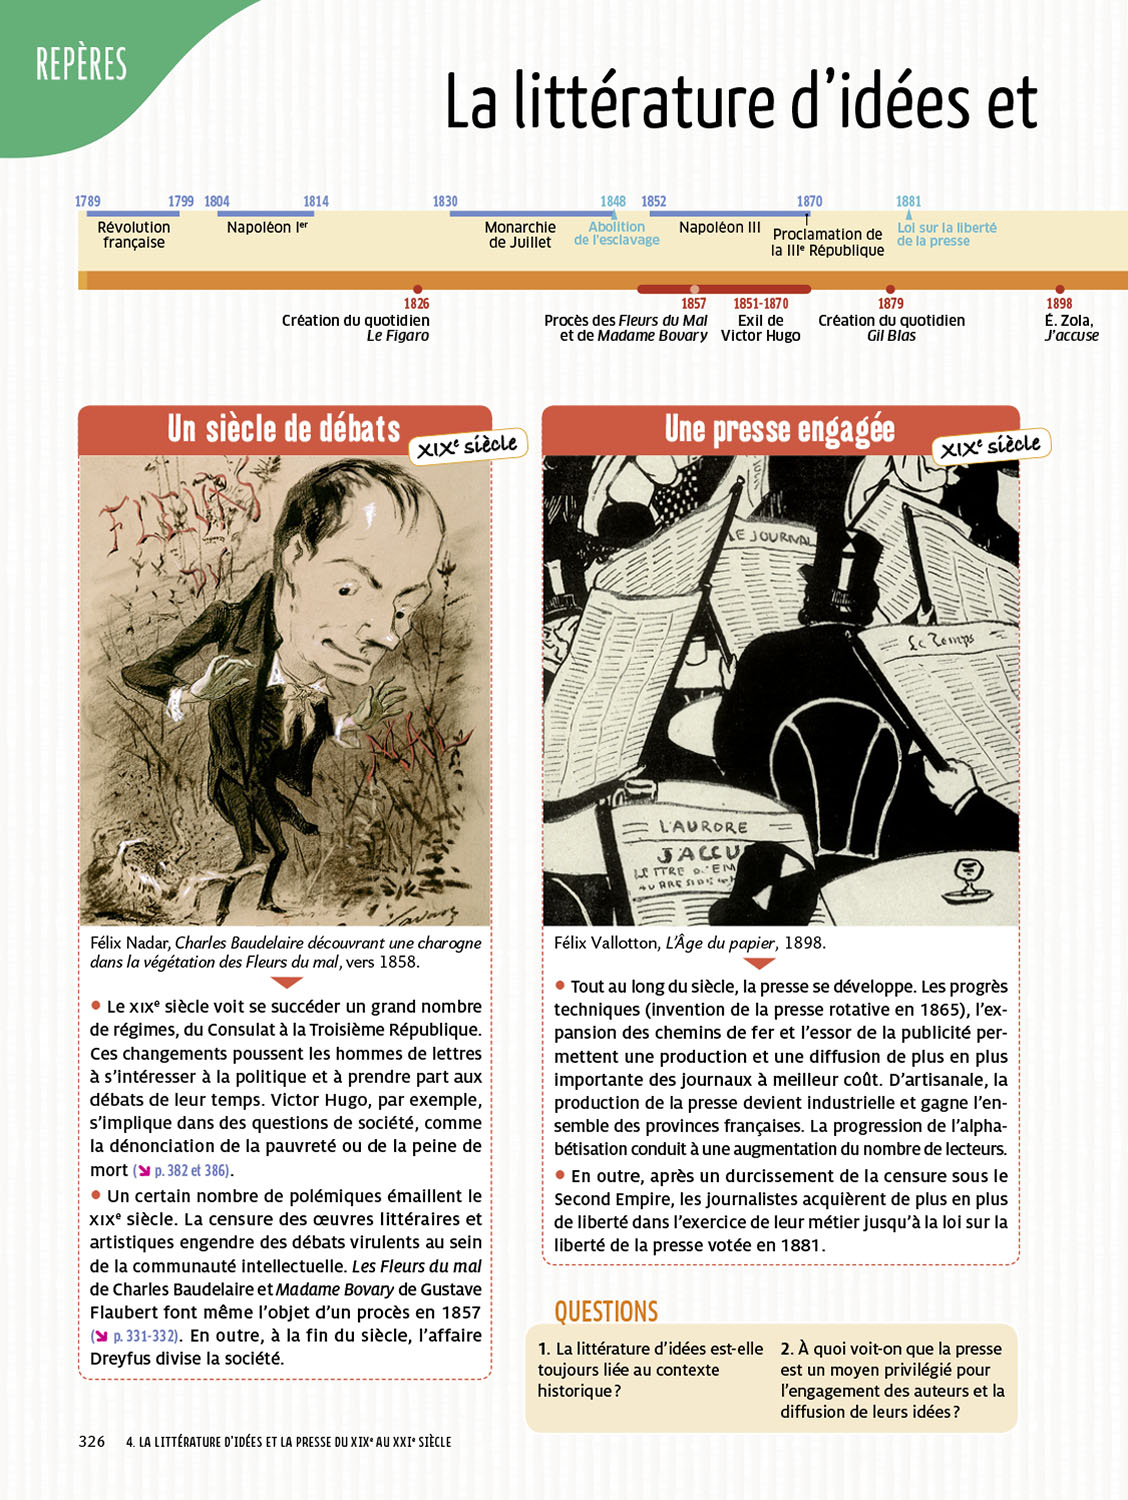 REPÈRES
La littérature d'idées et
1789 1799 1804 1814 1830 1848 1852 1870 1881
Révolution
française
Napoléon Ier
Monarchie
de Juillet
Abolition
de l'esclavage
Napoléon III
Proclamation de
la IIIe République
Loi sur la liberté
de la presse
1826
Création du quotidien
Le Figaro
1857
Procès des Fleurs du Mal
et de Madame Bovary
1851-1870
Exil de
Victor Hugo
1879
Création du quotidien
Gil Blas
1898
É. Zola,
J'accuse
Un siècle de débats
XIXe siècle
FLEURS
DU
MAL
Félix Nadar, Charles Baudelaire découvrant une charogne
dans la végétation des Fleurs du mal, vers 1858.
• Le XIXe siècle voit se succéder un grand nombre
de régimes, du Consulat à la Troisième République.
Ces changements poussent les hommes de lettres
à s'intéresser à la politique et à prendre part aux
débats de leur temps. Victor Hugo, par exemple,
s'implique dans des questions de société, comme
la dénonciation de la pauvreté ou de la peine de
mort (➘ p. 382 et 386).
• Un certain nombre de polémiques émaillent le
XIXe siècle. La censure des œuvres littéraires et
artistiques engendre des débats virulents au sein
de la communauté intellectuelle. Les Fleurs du mal
de Charles Baudelaire et Madame Bovary de Gustave
Flaubert font même l'objet d'un procès en 1857
(➘ p. 331-332). En outre, à la fin du siècle, l'affaire
Dreyfus divise la société.
Une presse engagée
XIXe siècle
LE JOURNAL
Le Temps
L'AURORE
J'ACCU
Félix Vallotton, L'Âge du papier, 1898.
• Tout au long du siècle, la presse se développe. Les progrès
techniques (invention de la presse rotative en 1865), l'ex-
pansion des chemins de fer et l'essor de la publicité per-
mettent une production et une diffusion de plus en plus
importante des journaux à meilleur coût. D'artisanale, la
production de la presse devient industrielle et gagne l'en-
semble des provinces françaises. La progression de l'alpha-
bétisation conduit à une augmentation du nombre de lecteurs.
• En outre, après un durcissement de la censure sous le
Second Empire, les journalistes acquièrent de plus en plus
de liberté dans l'exercice de leur métier jusqu'à la loi sur la
liberté de la presse votée en 1881.
QUESTIONS
1. La littérature d'idées est-elle
toujours liée au contexte
historique ?
2. À quoi voit-on que la presse
est un moyen privilégié pour
l'engagement des auteurs et la
diffusion de leurs idées ?
326 4. LA LITTÉRATURE D'IDÉES ET LA PRESSE DU XIXe AU XXIe SIÈCLE